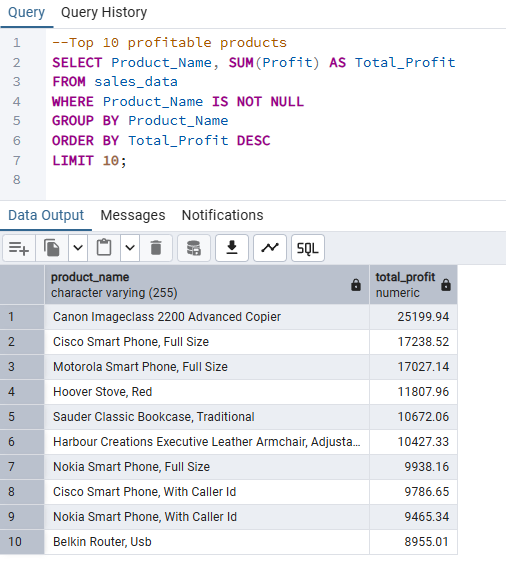 Query Query History
1 --Top 10 profitable products
2 SELECT Product_Name, SUM(Profit) AS Total_Profit
3 FROM sales_data
4 WHERE Product_Name IS NOT NULL
5 GROUP BY Product_Name
6 ORDER BY Total_Profit DESC
7 LIMIT 10;
8
Data Output Messages Notifications
SQL
product_name total_profit
character varying (255) numeric
1 Canon Imageclass 2200 Advanced Copier 25199.94
2 Cisco Smart Phone, Full Size 17238.52
3 Motorola Smart Phone, Full Size 17027.14
4 Hoover Stove, Red 11807.96
5 Sauder Classic Bookcase, Traditional 10672.06
6 Harbour Creations Executive Leather Armchair, Adjusta... 10427.33
7 Nokia Smart Phone, Full Size 9938.16
8 Cisco Smart Phone, With Caller Id 9786.65
9 Nokia Smart Phone, With Caller Id 9465.34
10 Belkin Router, Usb 8955.01